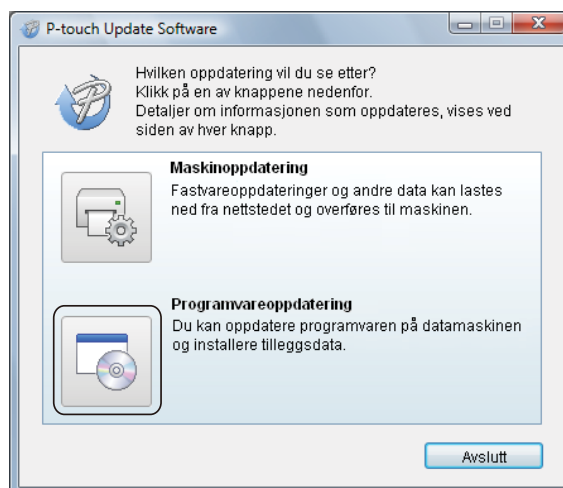 P-touch Update Software
Hvilken oppdatering vil du se etter?
Klikk på en av knappene nedenfor.
Detaljer om informasjonen som oppdateres, vises ved
siden av hver knapp.
Maskinoppdatering
Fastvareoppdateringer og andre data kan lastes
ned fra nettstedet og overføres til maskinen.
Programvareoppdatering
Du kan oppdatere programvaren på datamaskinen
og installere tilleggsdata.
Avslutt